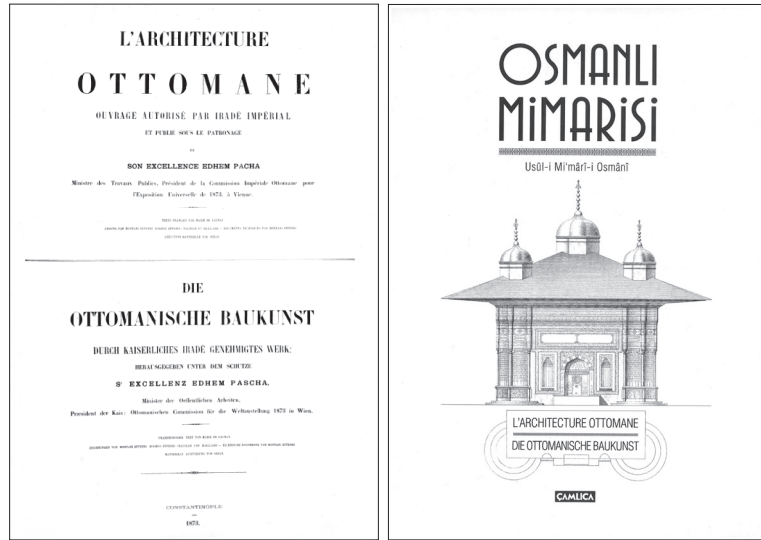 L'ARCHITECTURE
OTTOMANE
OUVRAGE AUTORISÉ PAR IRADÉ IMPÉRIAL
ET PUBLIÉ SOUS LE PATRONAGE
DE
SON EXCELLENCE EDHEM PACHA
Ministre des Travaux Publics, Président de la Commission Impériale Ottomane pour
l'Exposition Universelle de 1873. à Vienne.
DIE
OTTOMANISCHE BAUKUNST
DURCH KAISERLICHES IRADÉ GENEHMIGTES WERK:
HERAUSGEGEBEN UNTER DEM SCHUTZE
Sr EXCELLENZ EDHEM PASCHA.
Minister der Oeffentlichen Arbeiten,
Præsident der Kais: Ottomanischen Commission für die Weltausstellung 1873 in Wien.
CONSTANTINOPLE
1873.
OSMANLI
MiMARiSi
Usûl-i Mi'mârî-i Osmânî
L'ARCHITECTURE OTTOMANE
DIE OTTOMANISCHE BAUKUNST
ÇAMLICA